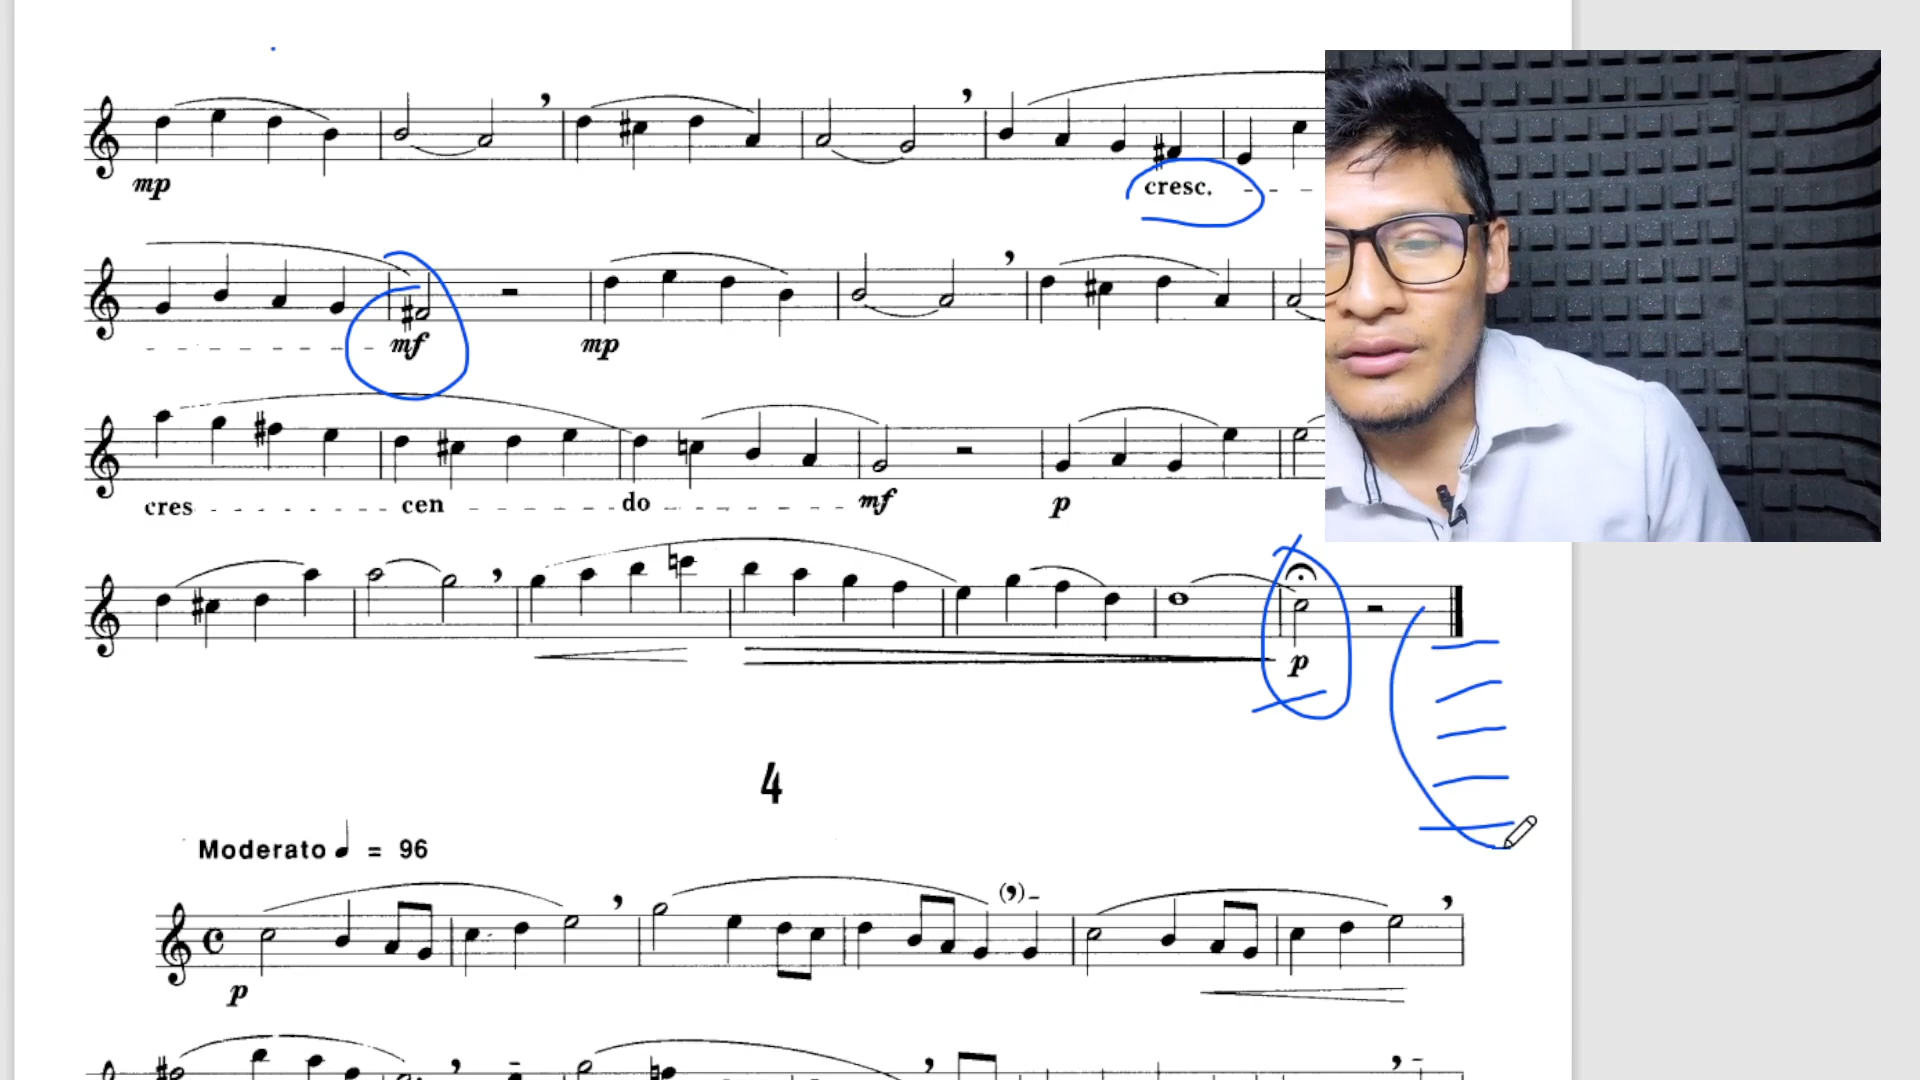 mp
cresc.
mf mp
cres cen do mf p
p
4
Moderato = 96
p